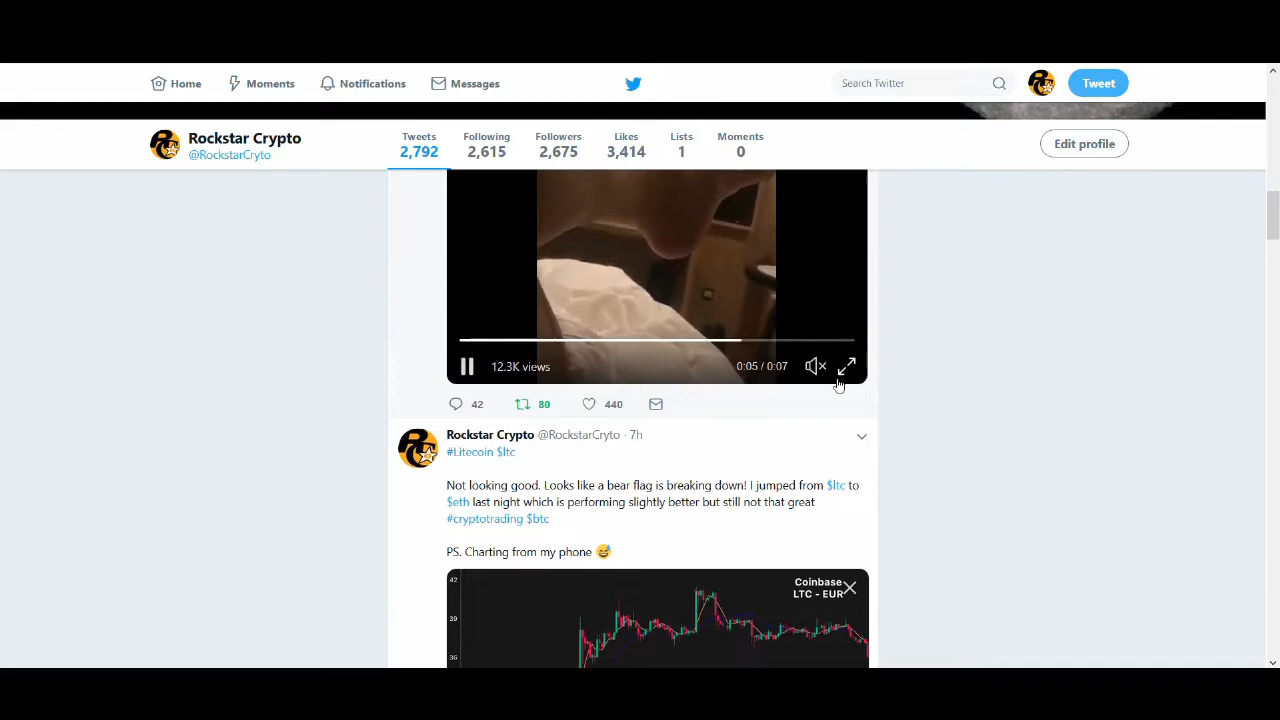 Home Moments Notifications Messages Search Twitter Tweet
Rockstar Crypto
@RockstarCryto
Tweets Following Followers Likes Lists Moments
2,792 2,615 2,675 3,414 1 0
Edit profile
12.3K views 0:05 / 0:07
42 80 440
Rockstar Crypto @RockstarCryto · 7h
#Litecoin $ltc
Not looking good. Looks like a bear flag is breaking down! I jumped from $ltc to
$eth last night which is performing slightly better but still not that great
#cryptotrading $btc
PS. Charting from my phone 😅
42
Coinbase
LTC - EUR
39
36